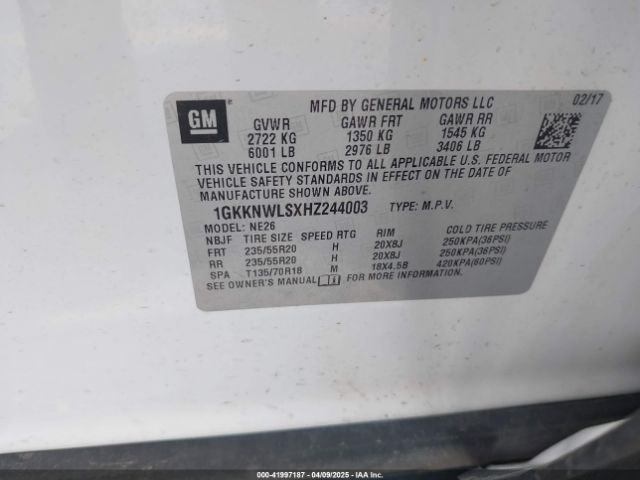 GM
MFD BY GENERAL MOTORS LLC 02/17
GVWR GAWR FRT GAWR RR
2722 KG 1350 KG 1545 KG
6001 LB 2976 LB 3406 LB
THIS VEHICLE CONFORMS TO ALL APPLICABLE U.S. FEDERAL MOTOR
VEHICLE SAFETY STANDARDS IN EFFECT ON THE DATE OF
MANUFACTURE SHOWN ABOVE.
1GKKNWLSXHZ244003 TYPE: M.P.V.
MODEL: NE26
NBJF TIRE SIZE SPEED RTG RIM COLD TIRE PRESSURE
FRT 235/55R20 H 20X8J 250KPA(36PSI)
RR 235/55R20 H 20X8J 250KPA(36PSI)
SPA T135/70R18 M 18X4.5B 420KPA(60PSI)
SEE OWNER'S MANUAL FOR MORE INFORMATION
00-41997187 - 04/09/2025 - IAAI.COM